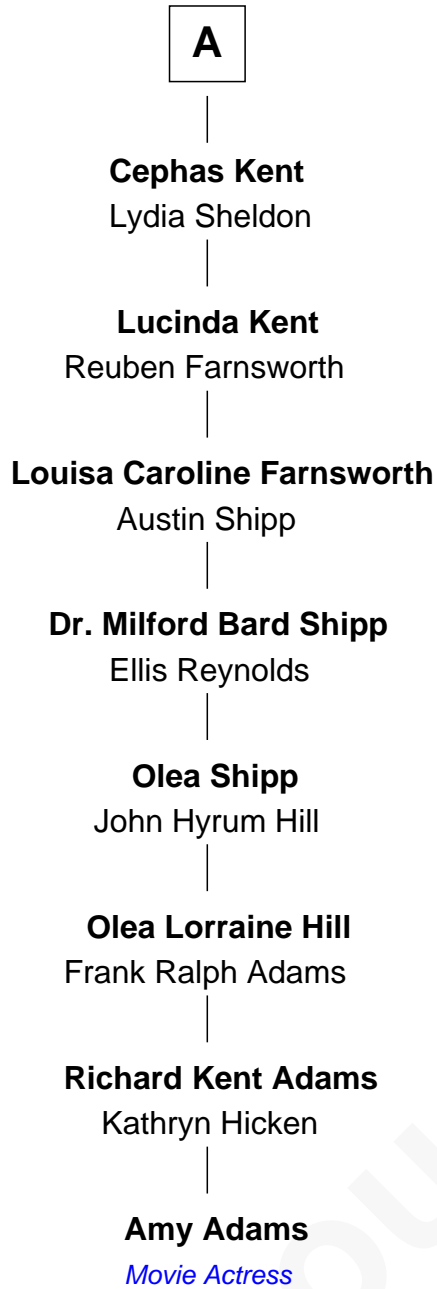 A
Cephas Kent
Lydia Sheldon
Lucinda Kent
Reuben Farnsworth
Louisa Caroline Farnsworth
Austin Shipp
Dr. Milford Bard Shipp
Ellis Reynolds
Olea Shipp
John Hyrum Hill
Olea Lorraine Hill
Frank Ralph Adams
Richard Kent Adams
Kathryn Hicken
Amy Adams
Movie Actress